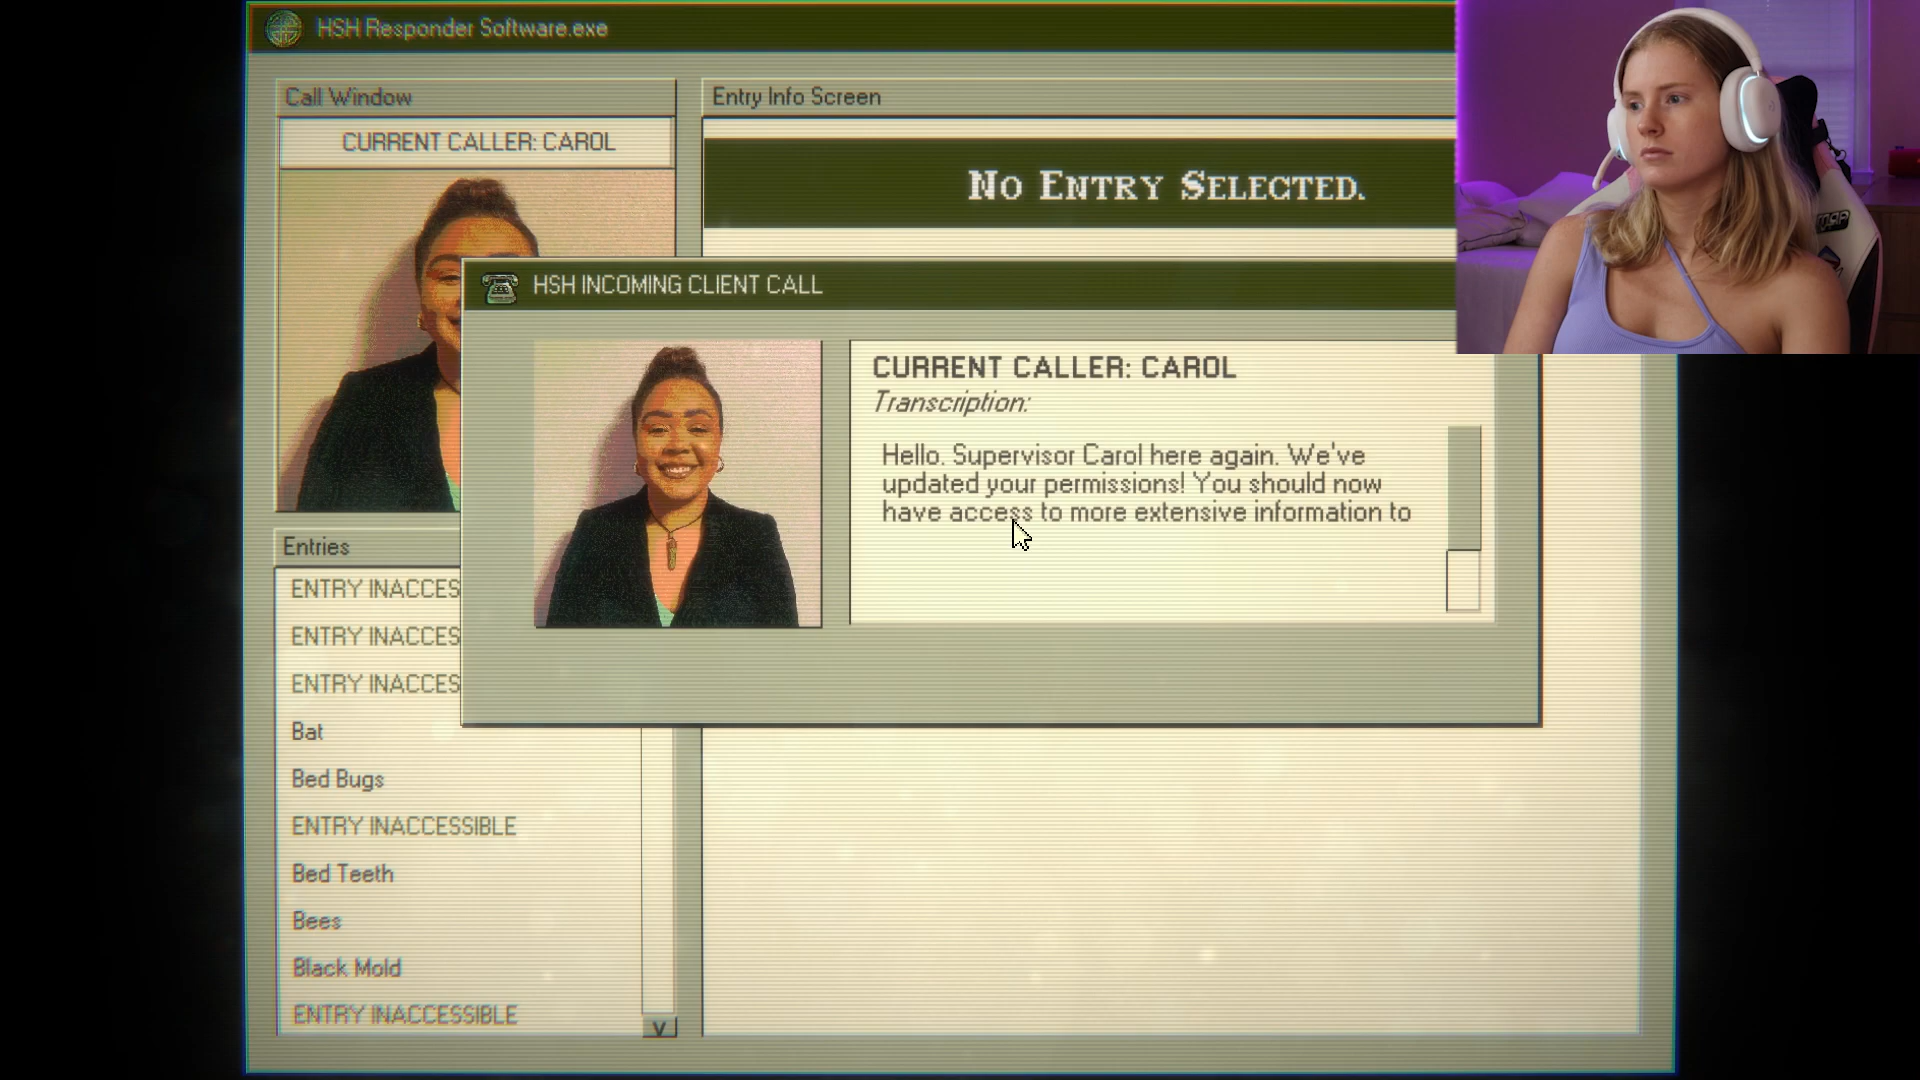 HSH Responder Software.exe
Call Window
CURRENT CALLER: CAROL
Entry Info Screen
NO ENTRY SELECTED.
HSH INCOMING CLIENT CALL
CURRENT CALLER: CAROL
Transcription:
Hello. Supervisor Carol here again. We've
updated your permissions! You should now
have access to more extensive information to
Entries
ENTRY INACCES
ENTRY INACCES
ENTRY INACCES
Bat
Bed Bugs
ENTRY INACCESSIBLE
Bed Teeth
Bees
Black Mold
ENTRY INACCESSIBLE
V